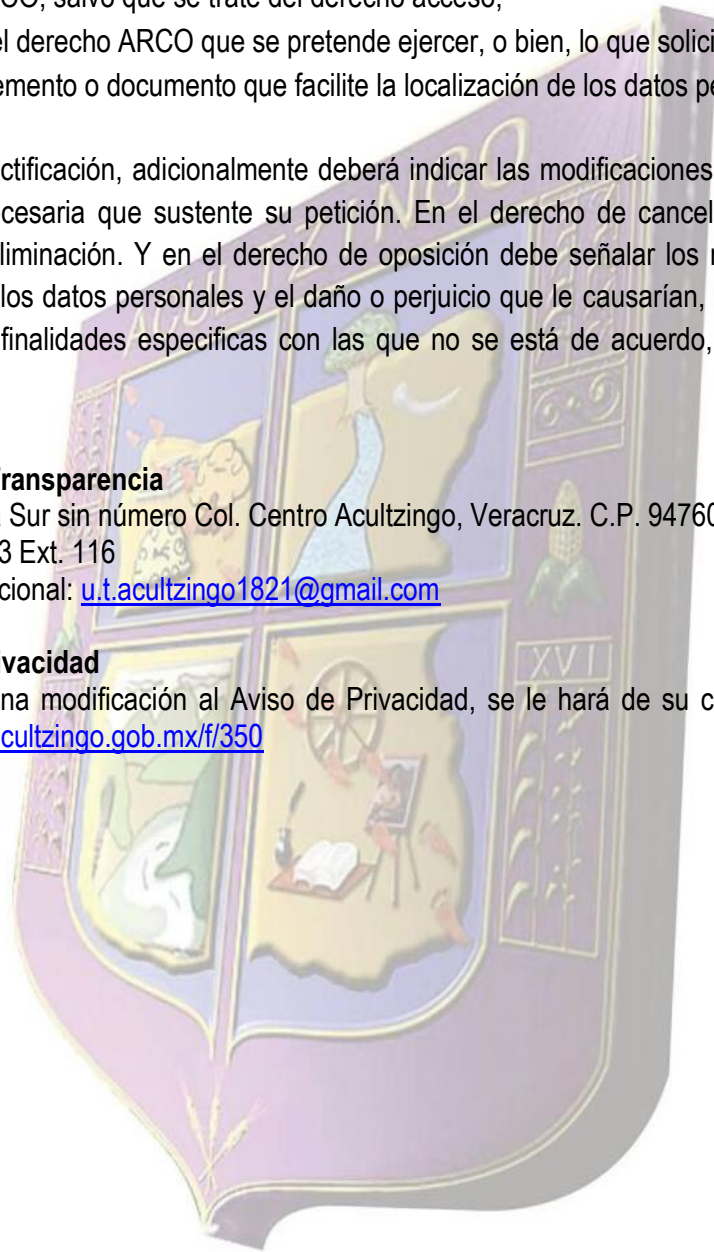 CO, salvo que se trate del derecho acceso;
el derecho ARCO que se pretende ejercer, o bien, lo que solici
emento o documento que facilite la localización de los datos pe
ctificación, adicionalmente deberá indicar las modificaciones
cesaria que sustente su petición. En el derecho de cancel
liminación. Y en el derecho de oposición debe señalar los
los datos personales y el daño o perjuicio que le causarían,
finalidades especificas con las que no se está de acuerdo,
ACULTZINGO
Transparencia
Sur sin número Col. Centro Acultzingo, Veracruz. C.P. 94760
3 Ext. 116
cional: u.t.acultzingo1821@gmail.com
XVI
ivacidad
na modificación al Aviso de Privacidad, se le hará de su c
cultzingo.gob.mx/f/350